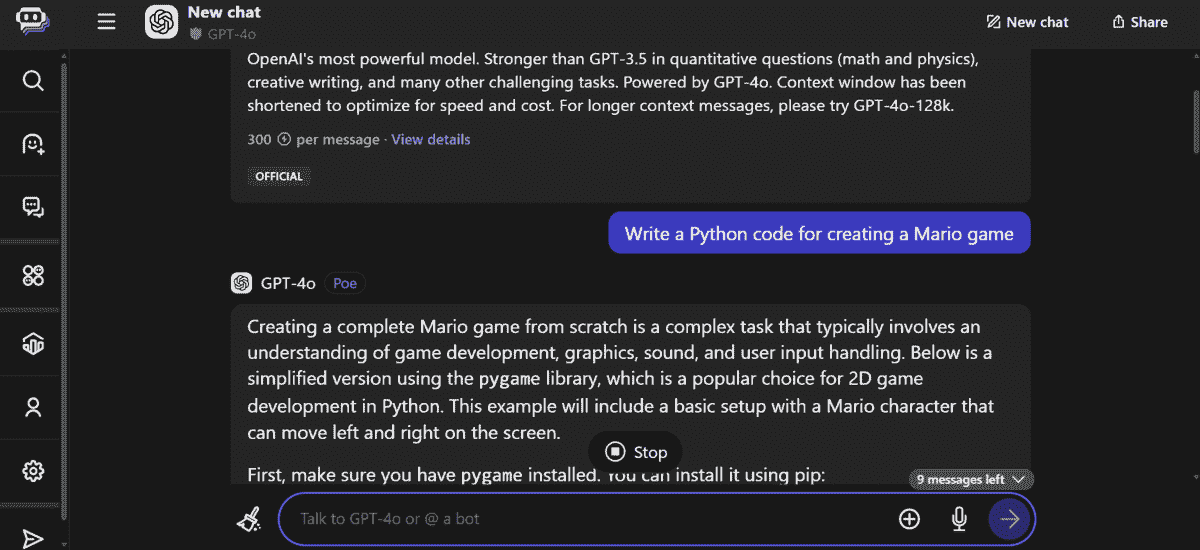 New chat
GPT-4o
New chat
Share
OpenAI's most powerful model. Stronger than GPT-3.5 in quantitative questions (math and physics),
creative writing, and many other challenging tasks. Powered by GPT-4o. Context window has been
shortened to optimize for speed and cost. For longer context messages, please try GPT-4o-128k.
300 per message · View details
OFFICIAL
Write a Python code for creating a Mario game
GPT-4o Poe
Creating a complete Mario game from scratch is a complex task that typically involves an
understanding of game development, graphics, sound, and user input handling. Below is a
simplified version using the pygame library, which is a popular choice for 2D game
development in Python. This example will include a basic setup with a Mario character that
can move left and right on the screen.
Stop
First, make sure you have pygame installed. You can install it using pip:
9 messages left
Talk to GPT-4o or @ a bot